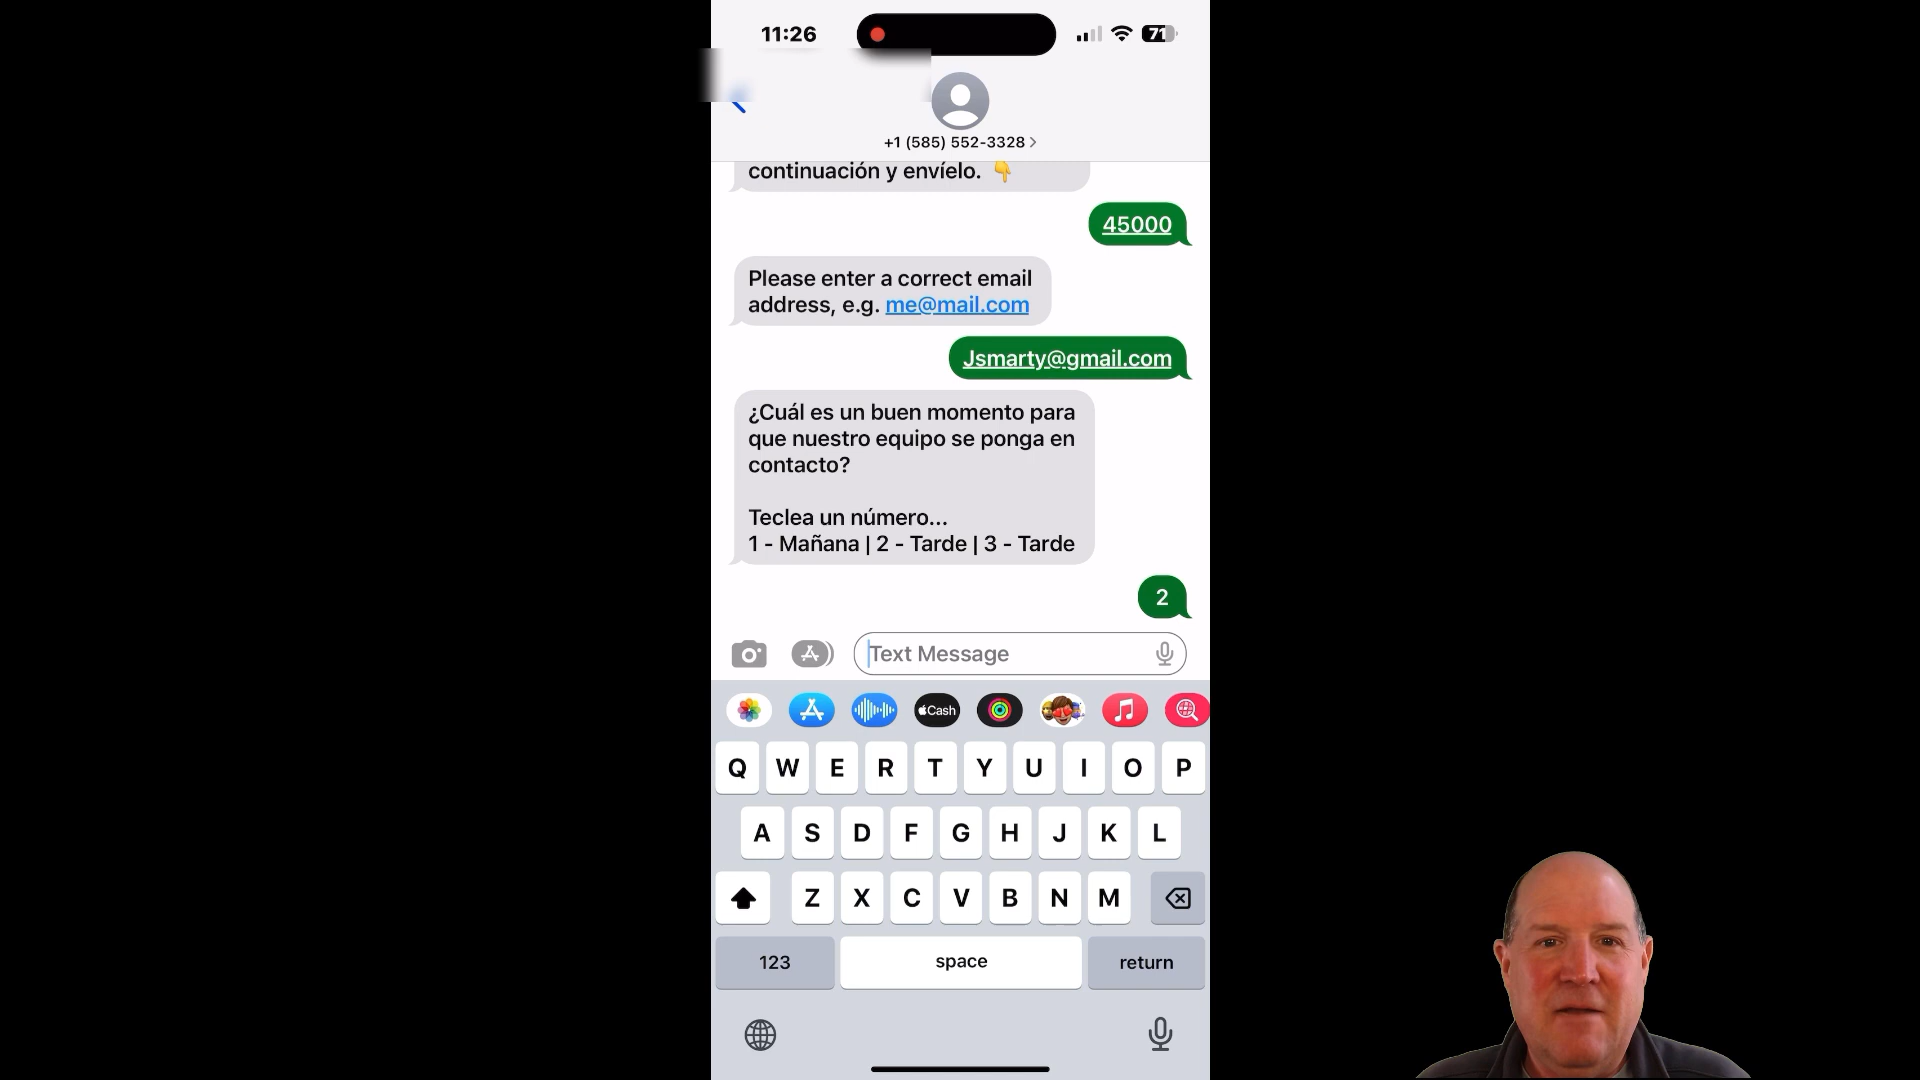 11:26
71
+1 (585) 552-3328
continuación y envíelo. 👇
45000
Please enter a correct email
address, e.g. me@mail.com
Jsmarty@gmail.com
¿Cuál es un buen momento para
que nuestro equipo se ponga en
contacto?
Teclea un número...
1 - Mañana | 2 - Tarde | 3 - Tarde
2
Text Message
Cash
Q W E R T Y U I O P
A S D F G H J K L
Z X C V B N M
123 space return